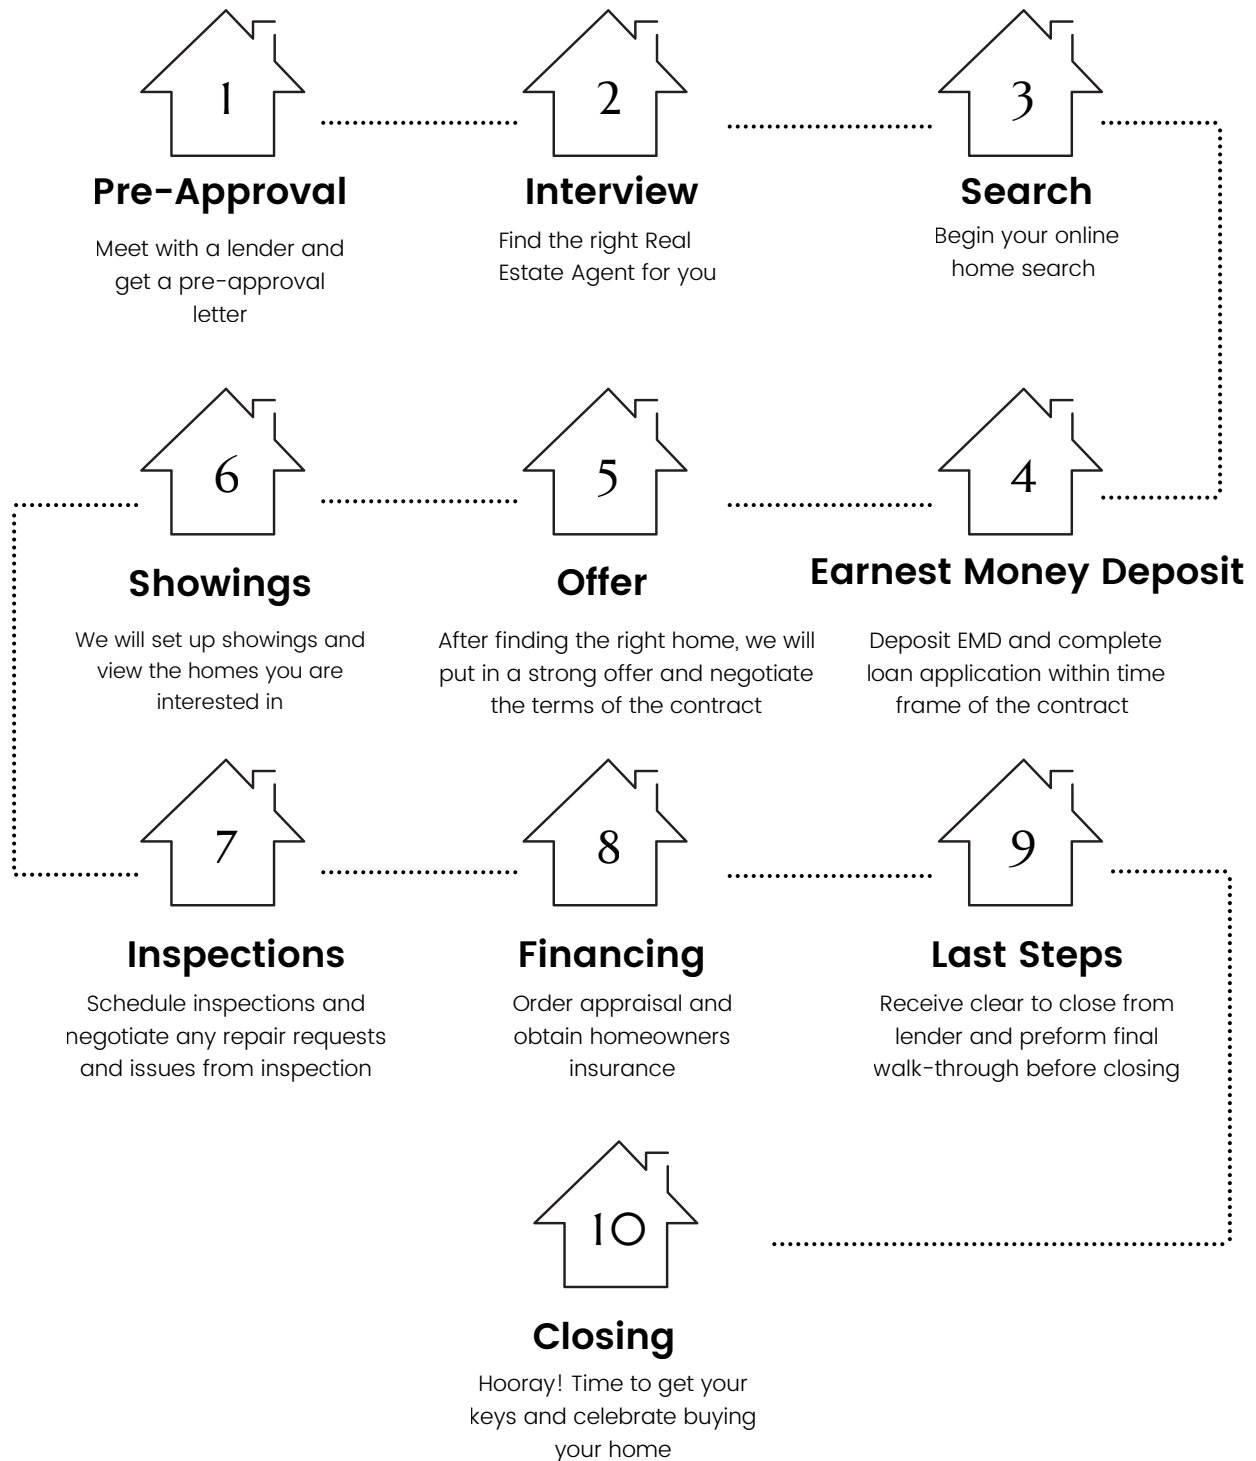 1
Pre-Approval
Meet with a lender and
get a pre-approval
letter
2
Interview
Find the right Real
Estate Agent for you
3
Search
Begin your online
home search
4
Earnest Money Deposit
Deposit EMD and complete
loan application within time
frame of the contract
5
Offer
After finding the right home, we will
put in a strong offer and negotiate
the terms of the contract
6
Showings
We will set up showings and
view the homes you are
interested in
7
Inspections
Schedule inspections and
negotiate any repair requests
and issues from inspection
8
Financing
Order appraisal and
obtain homeowners
insurance
9
Last Steps
Receive clear to close from
lender and preform final
walk-through before closing
10
Closing
Hooray! Time to get your
keys and celebrate buying
your home